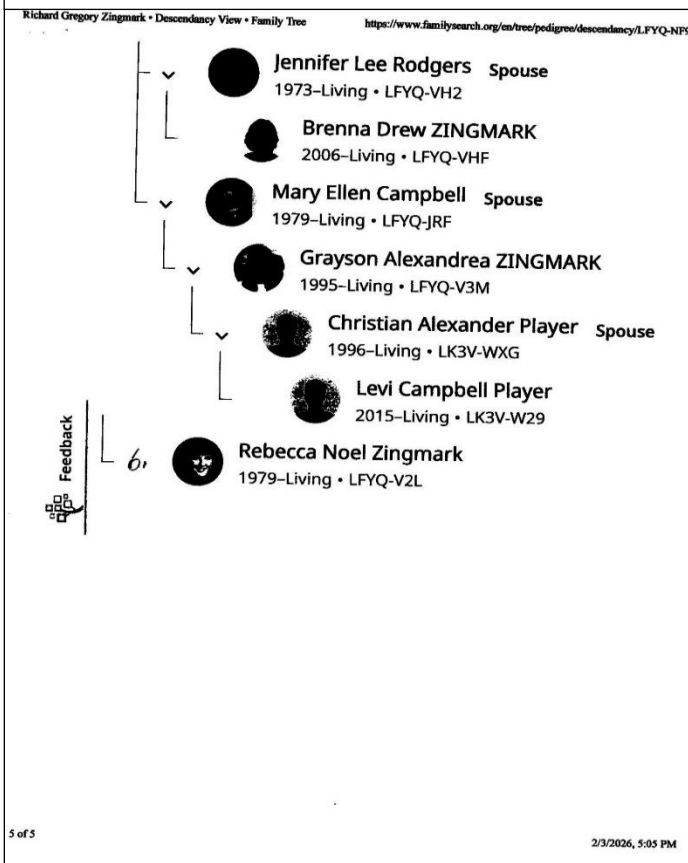 Richard Gregory Zingmark • Descendancy View • Family Tree
https://www.familysearch.org/en/tree/pedigree/descendancy/LFYQ-NF9
Jennifer Lee Rodgers Spouse
1973–Living • LFYQ-VH2
Brenna Drew ZINGMARK
2006–Living • LFYQ-VHF
Mary Ellen Campbell Spouse
1979–Living • LFYQ-JRF
Grayson Alexandrea ZINGMARK
1995–Living • LFYQ-V3M
Christian Alexander Player Spouse
1996–Living • LK3V-WXG
Levi Campbell Player
2015–Living • LK3V-W29
Feedback
6, Rebecca Noel Zingmark
1979–Living • LFYQ-V2L
5 of 5
2/3/2026, 5:05 PM